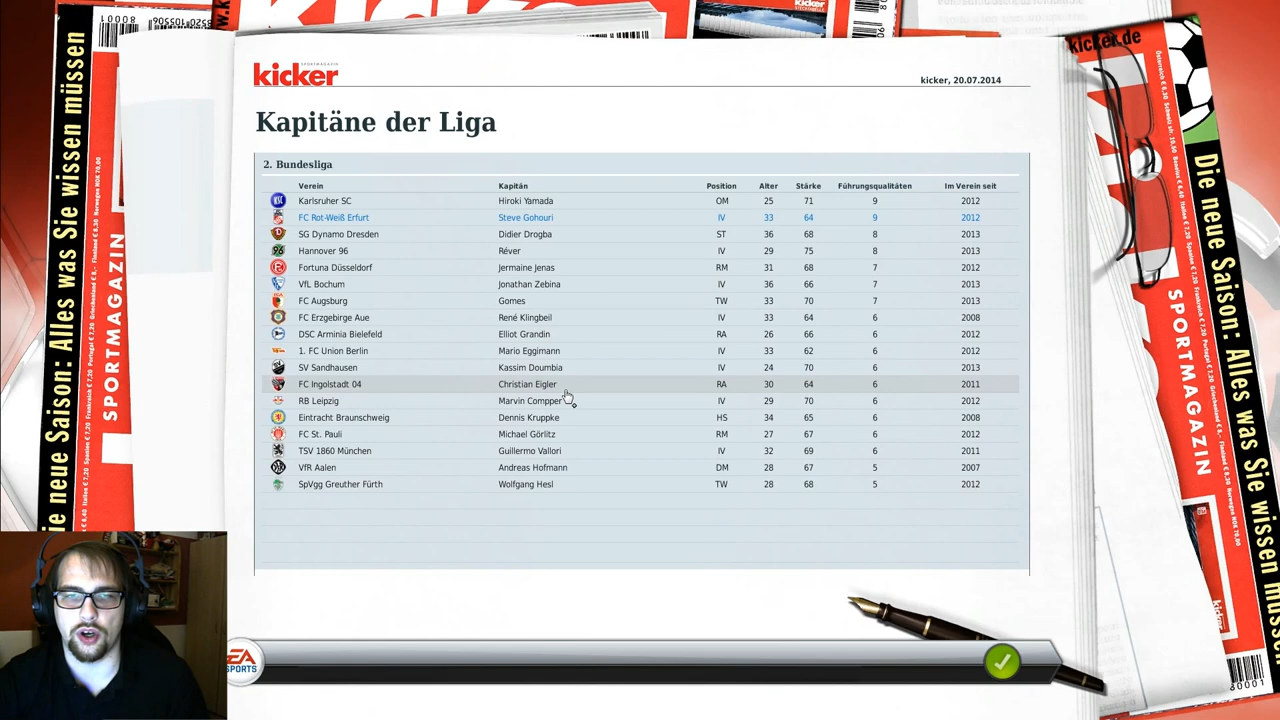 kicker
kicker.de
Die neue Saison: Alles was Sie wissen müssen
ie neue Saison: Alles was Sie wissen müssen
SPORTMAGAZIN
SPORTMAGAZIN
kicker
SPORTMAGAZIN
kicker, 20.07.2014
Kapitäne der Liga
2. Bundesliga
Verein Kapitän Position Alter Stärke Führungsqualitäten Im Verein seit
Karlsruher SC Hiroki Yamada OM 25 71 9 2012
FC Rot-Weiß Erfurt Steve Gohouri IV 33 64 9 2012
SG Dynamo Dresden Didier Drogba ST 36 68 8 2013
Hannover 96 Réver IV 29 75 8 2013
Fortuna Düsseldorf Jermaine Jenas RM 31 68 7 2012
VfL Bochum Jonathan Zebina IV 36 66 7 2013
FC Augsburg Gomes TW 33 70 7 2013
FC Erzgebirge Aue René Klingbeil IV 33 64 6 2008
DSC Arminia Bielefeld Elliot Grandin RA 26 66 6 2012
1. FC Union Berlin Mario Eggimann IV 33 62 6 2012
SV Sandhausen Kassim Doumbia IV 24 70 6 2013
FC Ingolstadt 04 Christian Eigler RA 30 64 6 2011
RB Leipzig Marvin Compper IV 29 70 6 2012
Eintracht Braunschweig Dennis Kruppke HS 34 65 6 2008
FC St. Pauli Michael Görlitz RM 27 67 6 2012
TSV 1860 München Guillermo Vallori IV 32 69 6 2011
VfR Aalen Andreas Hofmann DM 28 67 5 2007
SpVgg Greuther Fürth Wolfgang Hesl TW 28 68 5 2012
EA
SPORTS